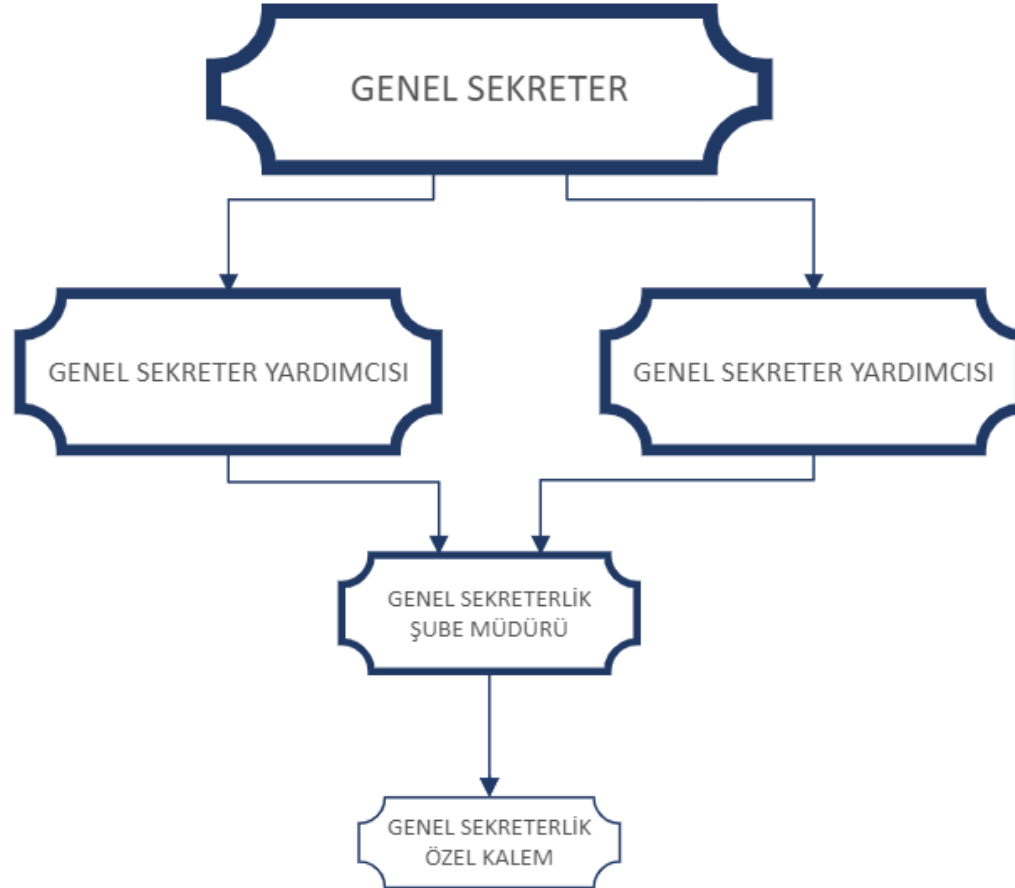 GENEL SEKRETER
GENEL SEKRETER YARDIMCISI
GENEL SEKRETER YARDIMCISI
GENEL SEKRETERLİK
ŞUBE MÜDÜRÜ
GENEL SEKRETERLİK
ÖZEL KALEM